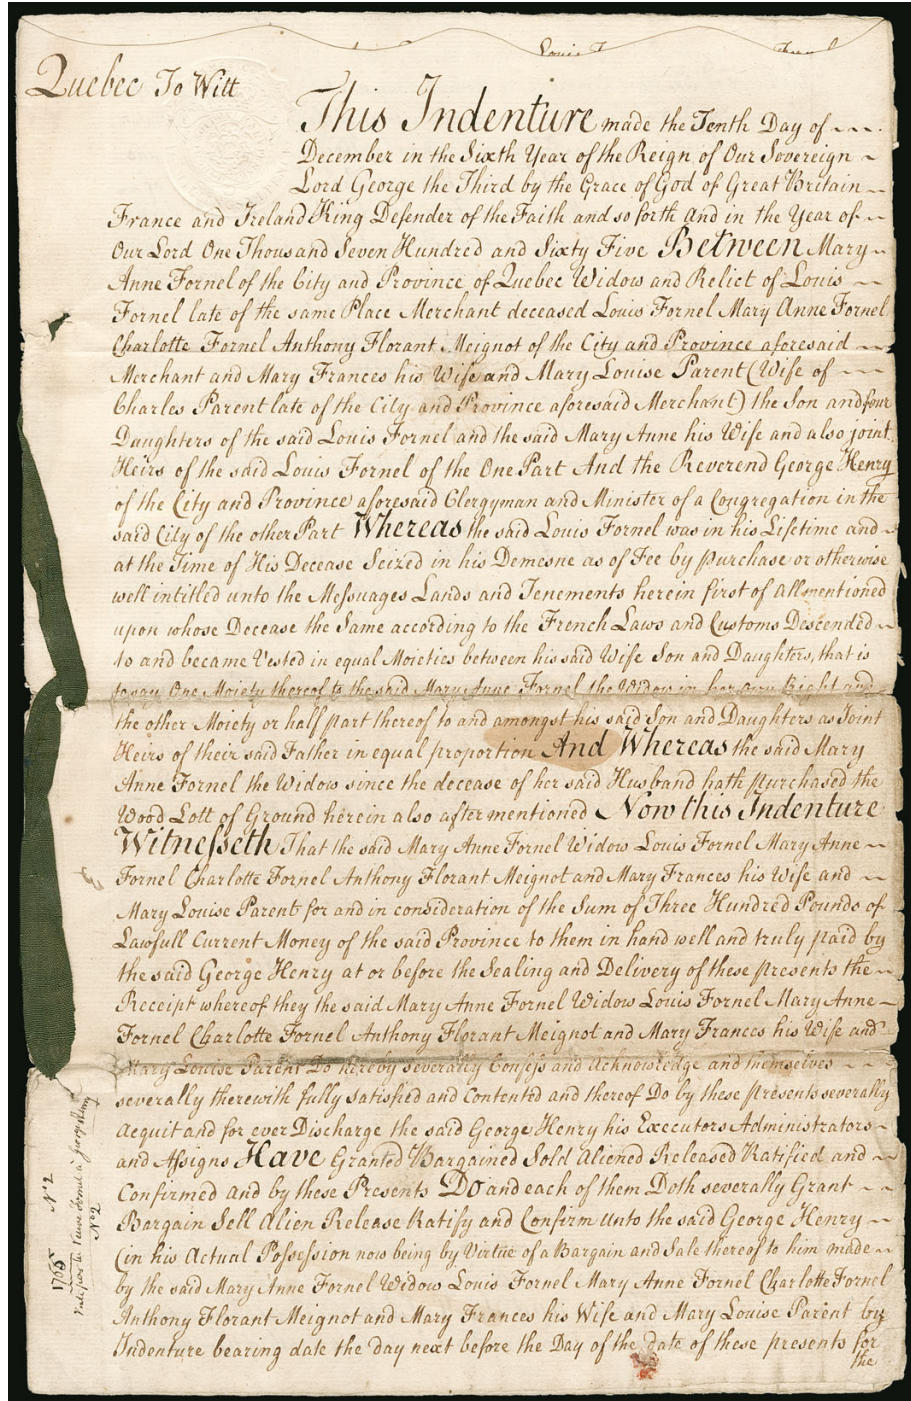 Quebec To Witt
This Indenture made the Tenth Day of
December in the Sixth Year of the Reign of Our Sovereign
Lord George the Third by the Grace of God of Great Britain
France and Ireland King Defender of the Faith and so forth and in the Year of
Our Lord One Thousand Seven Hundred and Sixty Five Between Mary
Anne Fornel of the City and Province of Quebec Widow and Relict of Louis
Fornel late of the same Place Merchant deceased Louis Fornel Mary Anne Fornel
Charlotte Fornel Anthony Florant Meignot of the City and Province aforesaid
Merchant and Mary Frances his Wife and Mary Louise Parent (Wife of
Charles Parent late of the City and Province aforesaid Merchant) the Son and four
Daughters of the said Louis Fornel and the said Mary Anne his Wife and also joint
Heirs of the said Louis Fornel of the One Part And the Reverend George Henry
of the City and Province aforesaid Clergyman and Minister of a Congregation in the
said City of the other Part Whereas the said Louis Fornel was in his Lifetime and
at the Time of His Decease Seized in his Demesne as of Fee by purchase or otherwise
well intitled unto the Messuages Lands and Tenements herein first of all mentioned
upon whose Decease the Same according to the French Laws and Customs Descended
to and became Vested in equal Moieties between his said Wife Son and Daughters, that is
to say One Moiety thereof to the said Mary Anne Fornel the Widow in her own Right and
the other Moiety or half part thereof to and amongst his said Son and Daughters as Joint
Heirs of their said Father in equal proportion And Whereas the said Mary
Anne Fornel the Widow since the decease of her said Husband hath purchased the
Wood Lott of Ground herein also after mentioned Now this Indenture
Witnesseth That the said Mary Anne Fornel Widow Louis Fornel Mary Anne
Fornel Charlotte Fornel Anthony Florant Meignot and Mary Frances his Wife and
Mary Louise Parent for and in consideration of the Sum of Three Hundred Pounds of
Lawfull Current Money of the said Province to them in hand well and truly paid by
the said George Henry at or before the Sealing and Delivery of these presents the
Receipt whereof they the said Mary Anne Fornel Widow Louis Fornel Mary Anne
Fornel Charlotte Fornel Anthony Florant Meignot and Mary Frances his Wife and
Mary Louise Parent Do hereby severally Confess and Acknowledge and themselves
severally therewith fully satisfied and Contented and thereof Do by these presents severally
acquit and for ever Discharge the said George Henry his Executors Administrators
and Assigns Have Granted Bargained Sold Aliened Released Ratified and
Confirmed and by these Presents Do and each of them Doth severally Grant
Bargain Sell Alien Release Ratify and Confirm unto the said George Henry
(in his Actual Possession now being by Virtue of a Bargain and Sale thereof to him made
by the said Mary Anne Fornel Widow Louis Fornel Mary Anne Fornel Charlotte Fornel
Anthony Florant Meignot and Mary Frances his Wife and Mary Louise Parent by
Indenture bearing date the day next before the Day of the date of these presents for
the
1765 No 2
No 2